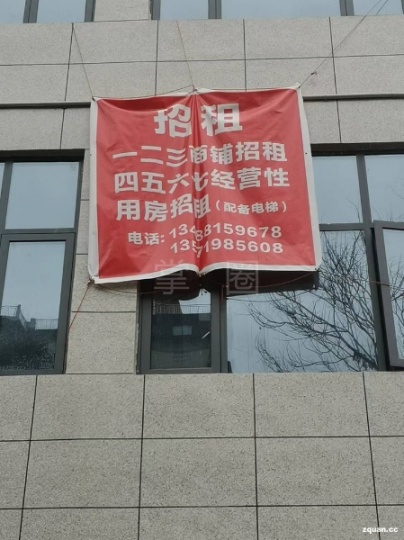 招租
一二三商铺招租
四五六七经营性
用房招租（配备电梯）
电话:
掌 圈
zquan.cc